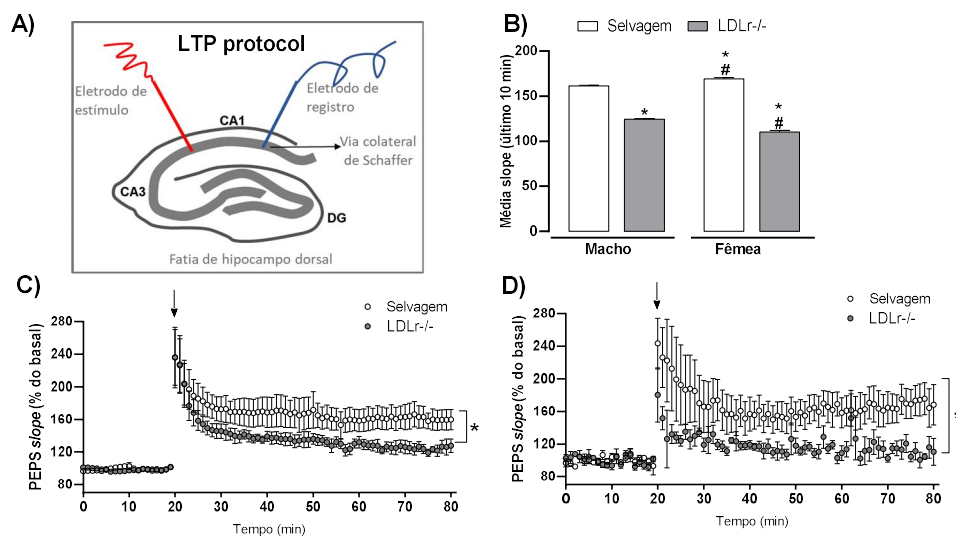 A)
LTP protocol
Eletrodo de
estímulo
Eletrodo de
registro
CA1
Via colateral
de Schaffer
CA3
DG
Fatia de hipocampo dorsal
B)
Selvagem
LDLr-/-
Média slope (último 10 min)
200
150
100
50
0
*
*
#
*
#
Macho
Fêmea
C)
Selvagem
LDLr-/-
PEPS slope (% do basal)
280
240
200
160
120
80
*
0 10 20 30 40 50 60 70 80
Tempo (min)
D)
Selvagem
LDLr-/-
PEPS slope (% do basal)
280
240
200
160
120
80
0 10 20 30 40 50 60 70 80
Tempo (min)